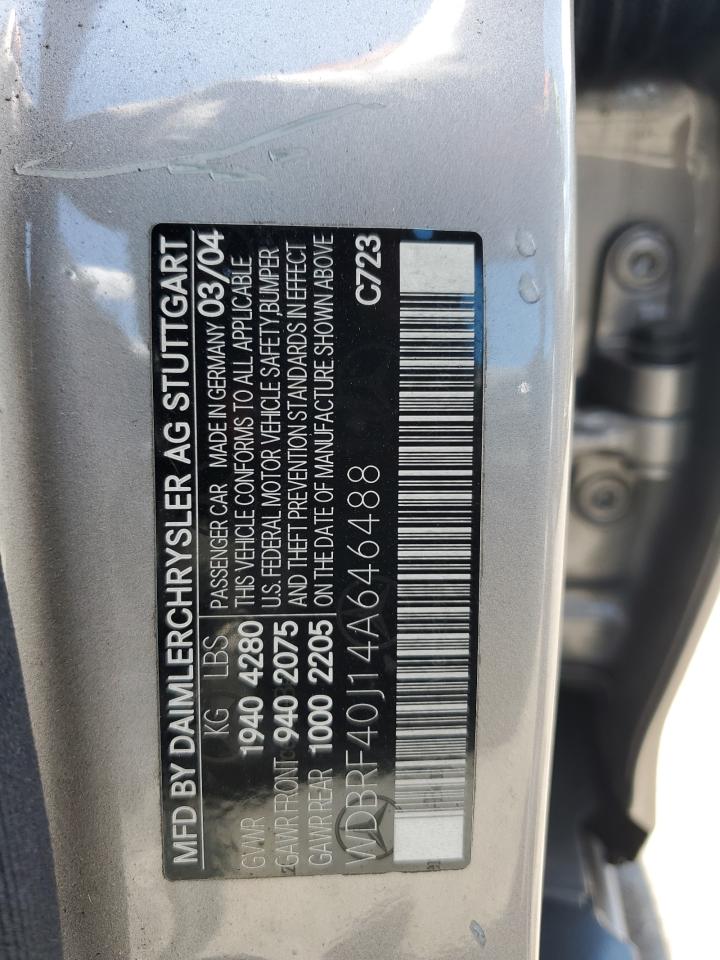 MFD BY DAIMLERCHRYSLER AG STUTTGART
KG LBS
PASSENGER CAR MADE IN GERMANY 03/04
GVWR 1940 4280
THIS VEHICLE CONFORMS TO ALL APPLICABLE
U.S. FEDERAL MOTOR VEHICLE SAFETY,BUMPER
GAWR FRONT 940 2075
AND THEFT PREVENTION STANDARDS IN EFFECT
GAWR REAR 1000 2205
ON THE DATE OF MANUFACTURE SHOWN ABOVE
WDBRF40J14A646488
C723